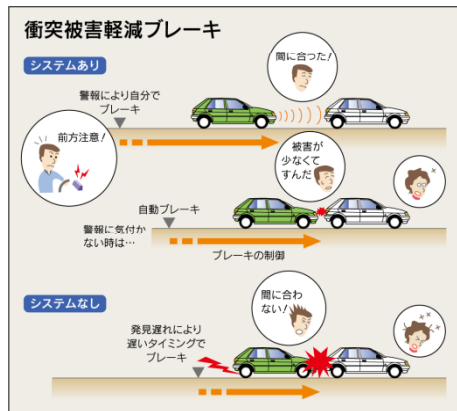 衝突被害軽減ブレーキ
システムあり
間に合った!
警報により自分で
ブレーキ
前方注意!
被害が
少なくて
すんだ
自動ブレーキ
警報に気付か
ない時は…
ブレーキの制御
システムなし
間に合わ
ない!
発見遅れにより
遅いタイミングで
ブレーキ